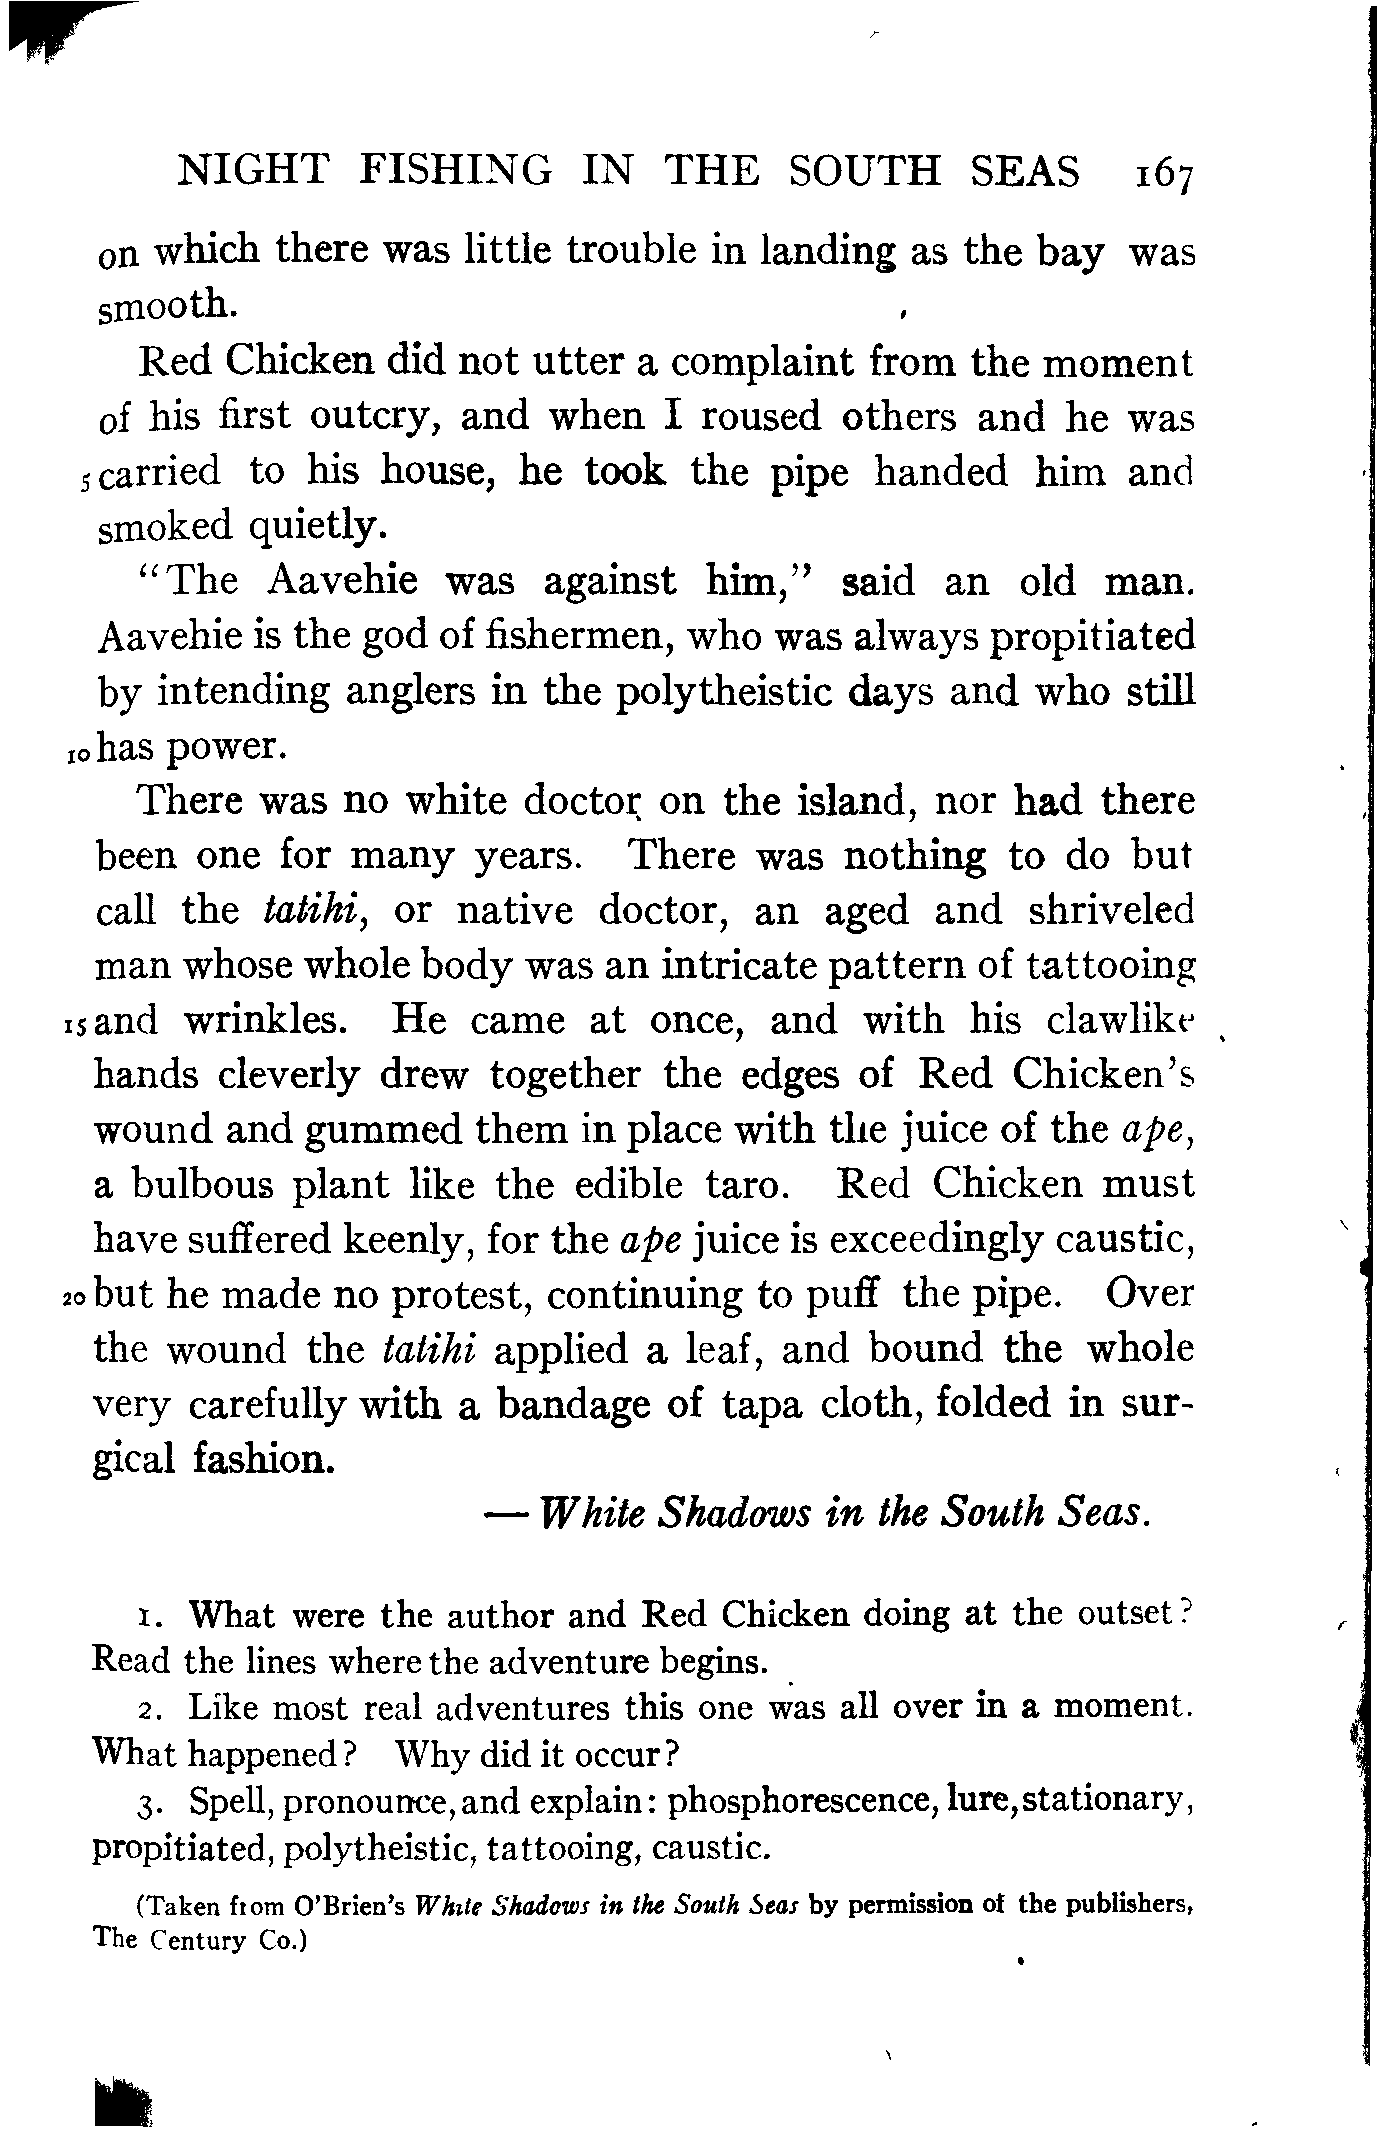 NIGHT FISHING IN THE SOUTH SEAS 167
on which there was little trouble in landing as the bay was
smooth.
Red Chicken did not utter a complaint from the moment
of his first outcry, and when I roused others and he was
5 carried to his house, he took the pipe handed him and
smoked quietly.
"The Aavehie was against him," said an old man.
Aavehie is the god of fishermen, who was always propitiated
by intending anglers in the polytheistic days and who still
10 has power.
There was no white doctor on the island, nor had there
been one for many years. There was nothing to do but
call the tatihi, or native doctor, an aged and shriveled
man whose whole body was an intricate pattern of tattooing
15 and wrinkles. He came at once, and with his clawlike
hands cleverly drew together the edges of Red Chicken's
wound and gummed them in place with the juice of the ape,
a bulbous plant like the edible taro. Red Chicken must
have suffered keenly, for the ape juice is exceedingly caustic,
20 but he made no protest, continuing to puff the pipe. Over
the wound the tatihi applied a leaf, and bound the whole
very carefully with a bandage of tapa cloth, folded in sur-
gical fashion.
— White Shadows in the South Seas.
1. What were the author and Red Chicken doing at the outset?
Read the lines where the adventure begins.
2. Like most real adventures this one was all over in a moment.
What happened? Why did it occur?
3. Spell, pronounce, and explain: phosphorescence, lure, stationary,
propitiated, polytheistic, tattooing, caustic.
(Taken from O'Brien's White Shadows in the South Seas by permission of the publishers,
The Century Co.)